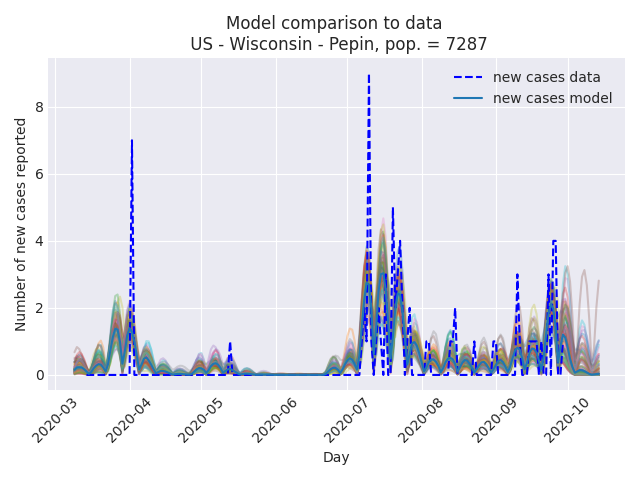 Model comparison to data
US - Wisconsin - Pepin, pop. = 7287
new cases data
new cases model
Number of new cases reported
8
6
4
2
0
2020-03
2020-04
2020-05
2020-06
2020-07
2020-08
2020-09
2020-10
Day